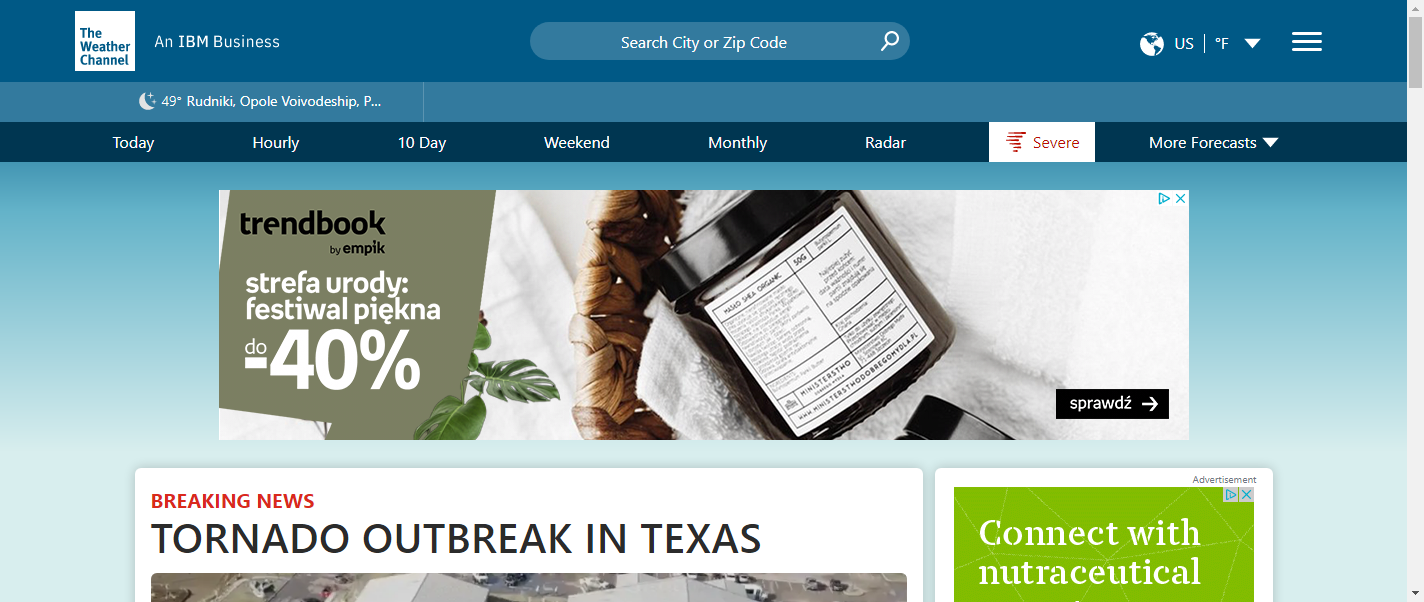 The
Weather
Channel
An IBM Business
Search City or Zip Code
US
°F
49° Rudniki, Opole Voivodeship, P...
Today
Hourly
10 Day
Weekend
Monthly
Radar
Severe
More Forecasts
trendbook
by empik
strefa urody:
festiwal piękna
do
-40%
MASŁO SHEA ORGANIC
50G
MINISTERSTWO
WWW.MINISTERSTWODOBREGOMYDLA.PL
sprawdź
BREAKING NEWS
TORNADO OUTBREAK IN TEXAS
Advertisement
Connect with
nutraceutical